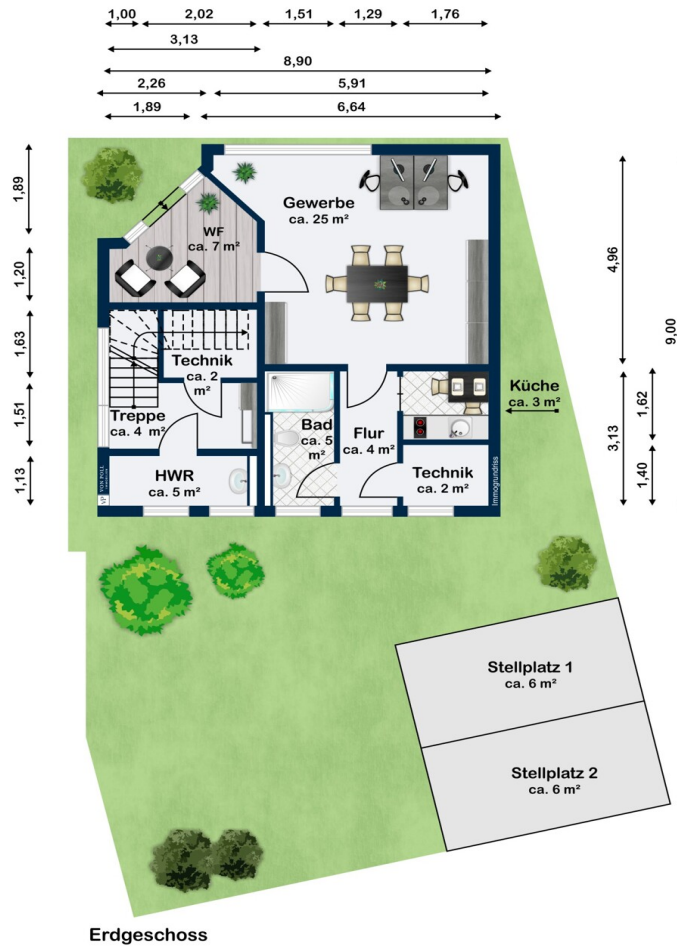 1,00 2,02 1,51 1,29 1,76
3,13
8,90
2,26 5,91
1,89 6,64
1,89
1,20
1,63
1,51
1,13
Gewerbe
ca. 25 m²
WF
ca. 7 m²
Technik
ca. 2
m²
Treppe
ca. 4 m²
HWR
ca. 5 m²
Bad
ca. 5
m²
Flur
ca. 4 m²
Küche
ca. 3 m²
Technik
ca. 2 m²
4,96
9,00
3,13
1,62
1,40
VP
VON POLL
Immogrundriss
Stellplatz 1
ca. 6 m²
Stellplatz 2
ca. 6 m²
Erdgeschoss